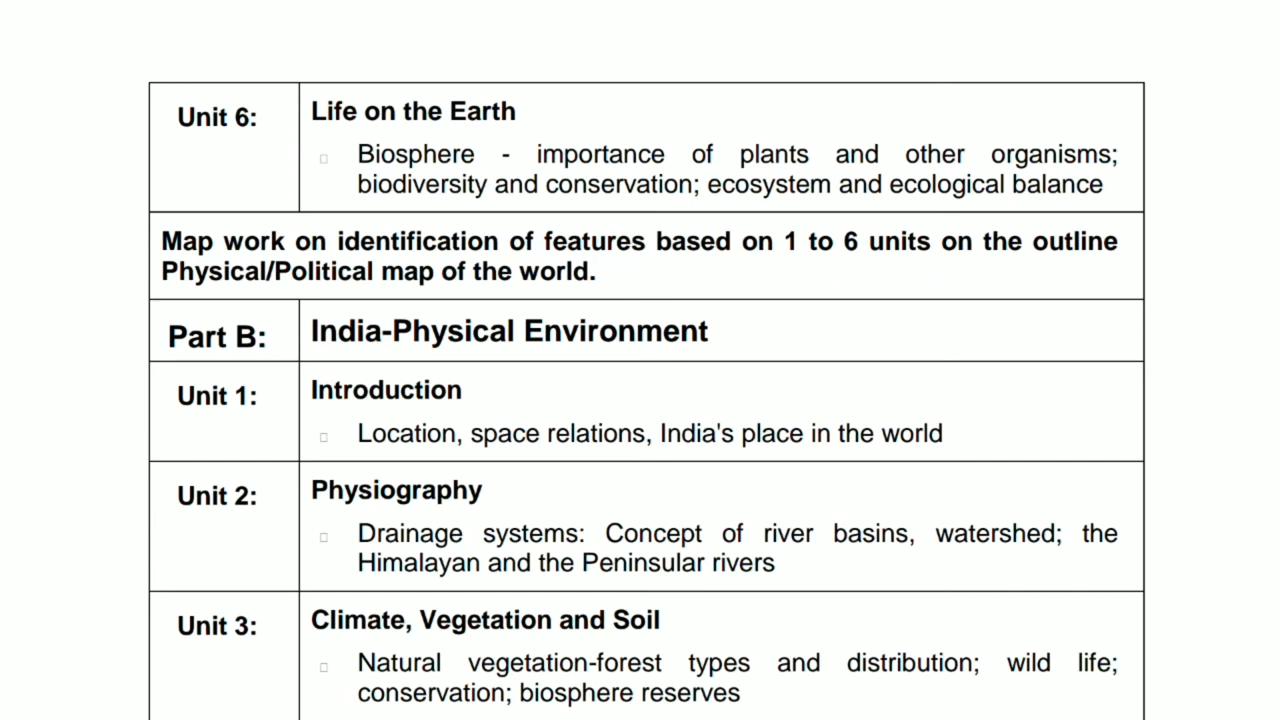 Unit 6:
Life on the Earth
Biosphere - importance of plants and other organisms;
biodiversity and conservation; ecosystem and ecological balance
Map work on identification of features based on 1 to 6 units on the outline
Physical/Political map of the world.
Part B:
India-Physical Environment
Unit 1:
Introduction
Location, space relations, India's place in the world
Unit 2:
Physiography
Drainage systems: Concept of river basins, watershed; the
Himalayan and the Peninsular rivers
Unit 3:
Climate, Vegetation and Soil
Natural vegetation-forest types and distribution; wild life;
conservation; biosphere reserves